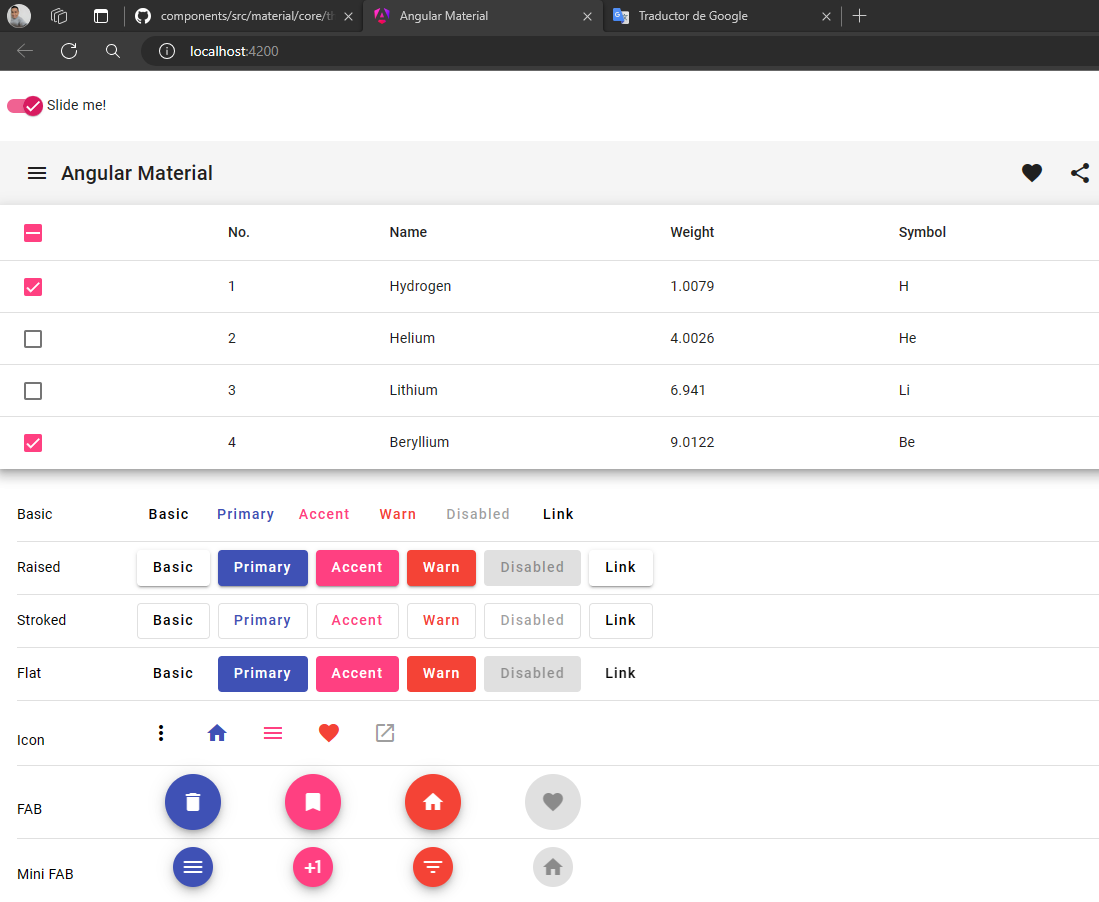 components/src/material/core/th
Angular Material
Traductor de Google
localhost:4200
Slide me!
Angular Material
No. Name Weight Symbol
1 Hydrogen 1.0079 H
2 Helium 4.0026 He
3 Lithium 6.941 Li
4 Beryllium 9.0122 Be
Basic Basic Primary Accent Warn Disabled Link
Raised Basic Primary Accent Warn Disabled Link
Stroked Basic Primary Accent Warn Disabled Link
Flat Basic Primary Accent Warn Disabled Link
Icon
FAB
Mini FAB +1